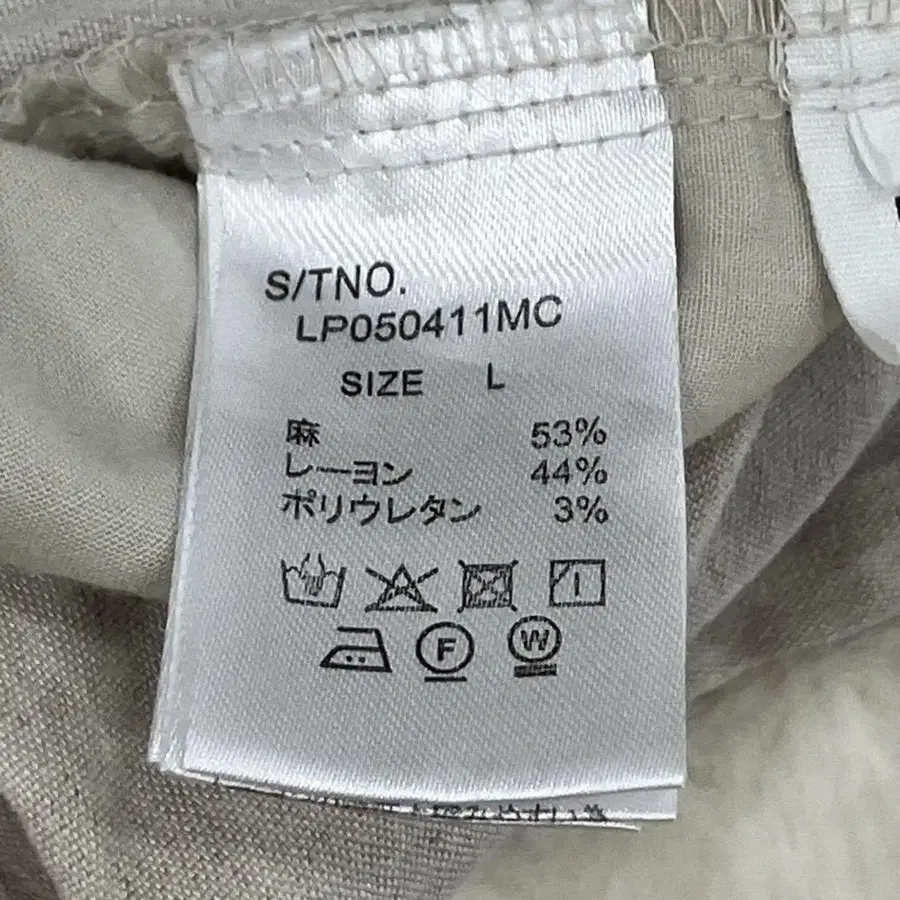 S/TNO.
LP050411MC
SIZE L
麻 53%
レーヨン 44%
ポリウレタン 3%
F W